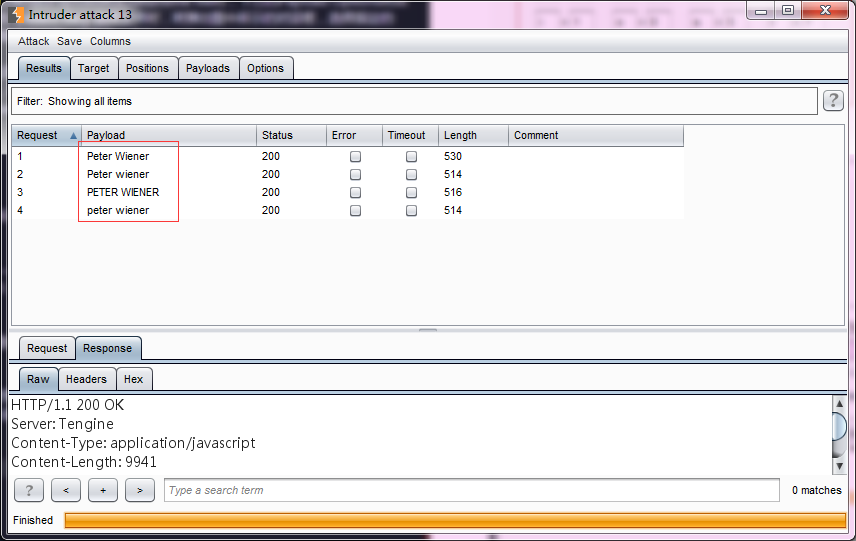 Intruder attack 13
Attack Save Columns
Results Target Positions Payloads Options
Filter: Showing all items ?
Request Payload Status Error Timeout Length Comment
1 Peter Wiener 200 530
2 Peter wiener 200 514
3 PETER WIENER 200 516
4 peter wiener 200 514
Request Response
Raw Headers Hex
HTTP/1.1 200 OK
Server: Tengine
Content-Type: application/javascript
Content-Length: 9941
? < + > Type a search term 0 matches
Finished